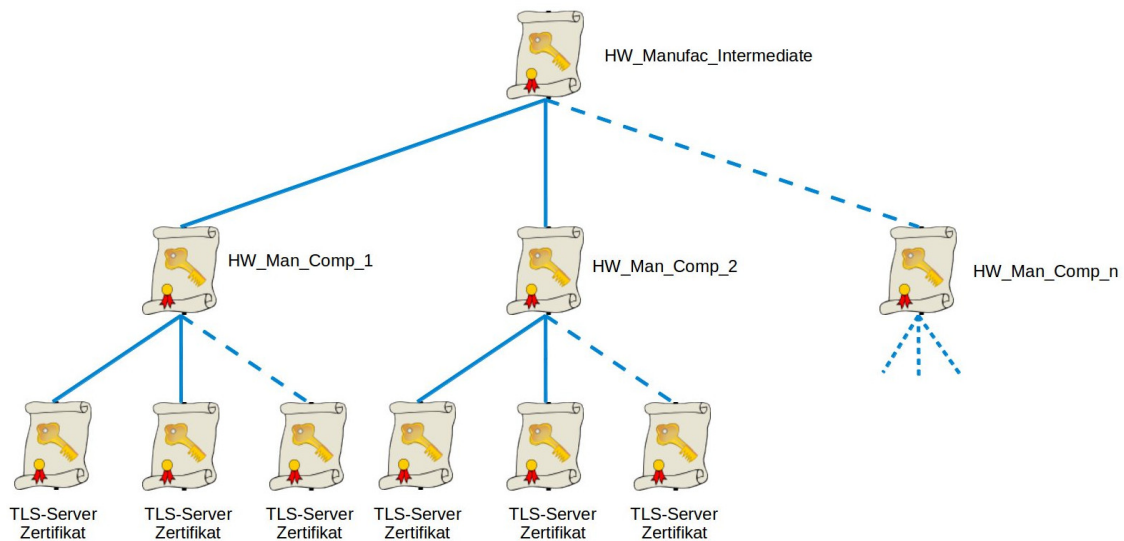 HW_Manufac_Intermediate
HW_Man_Comp_1
HW_Man_Comp_2
HW_Man_Comp_n
TLS-Server
Zertifikat
TLS-Server
Zertifikat
TLS-Server
Zertifikat
TLS-Server
Zertifikat
TLS-Server
Zertifikat
TLS-Server
Zertifikat